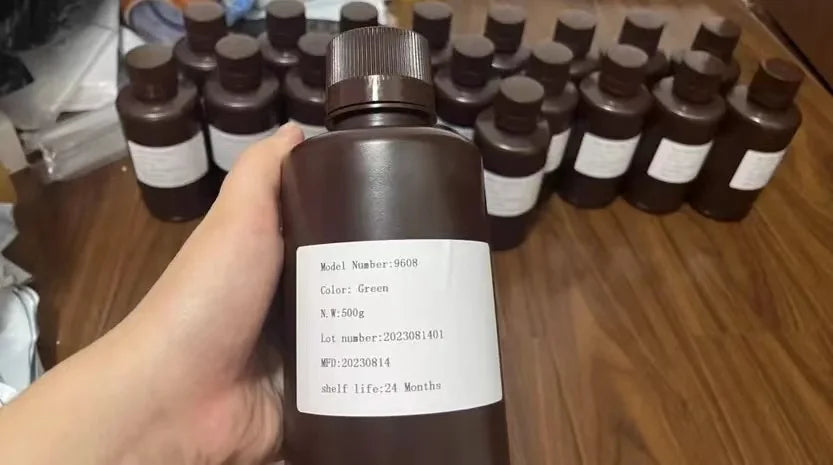 Model Number:9608
Color: Green
N.W:500g
Lot number:2023081401
MFD:20230814
shelf life:24 Months